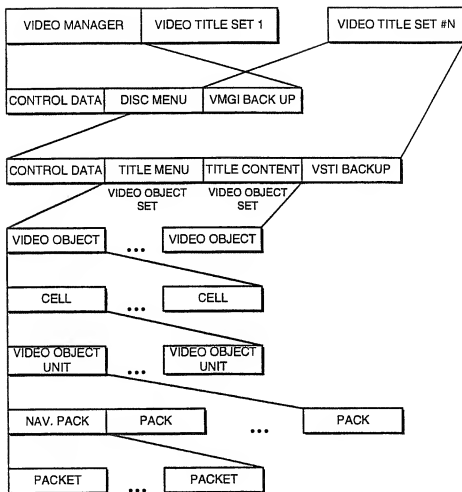 VIDEO MANAGER VIDEO TITLE SET 1 VIDEO TITLE SET #N
CONTROL DATA DISC MENU VMGI BACK UP
CONTROL DATA TITLE MENU TITLE CONTENT VSTI BACKUP
VIDEO OBJECT SET VIDEO OBJECT SET
VIDEO OBJECT ... VIDEO OBJECT
CELL ... CELL
VIDEO OBJECT UNIT ... VIDEO OBJECT UNIT
NAV. PACK PACK ... PACK
PACKET ... PACKET